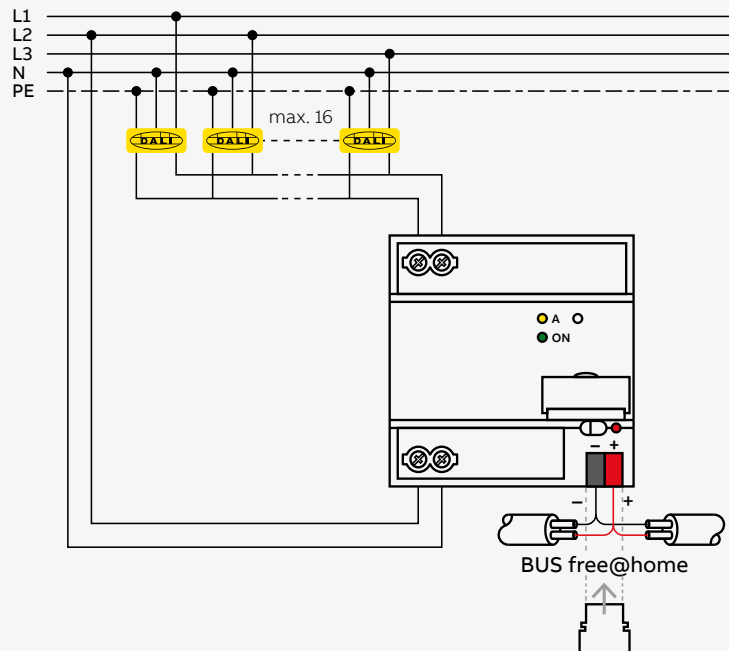 L1
L2
L3
N
PE
max. 16
DALI DALI DALI
A
ON
– +
– +
BUS free@home